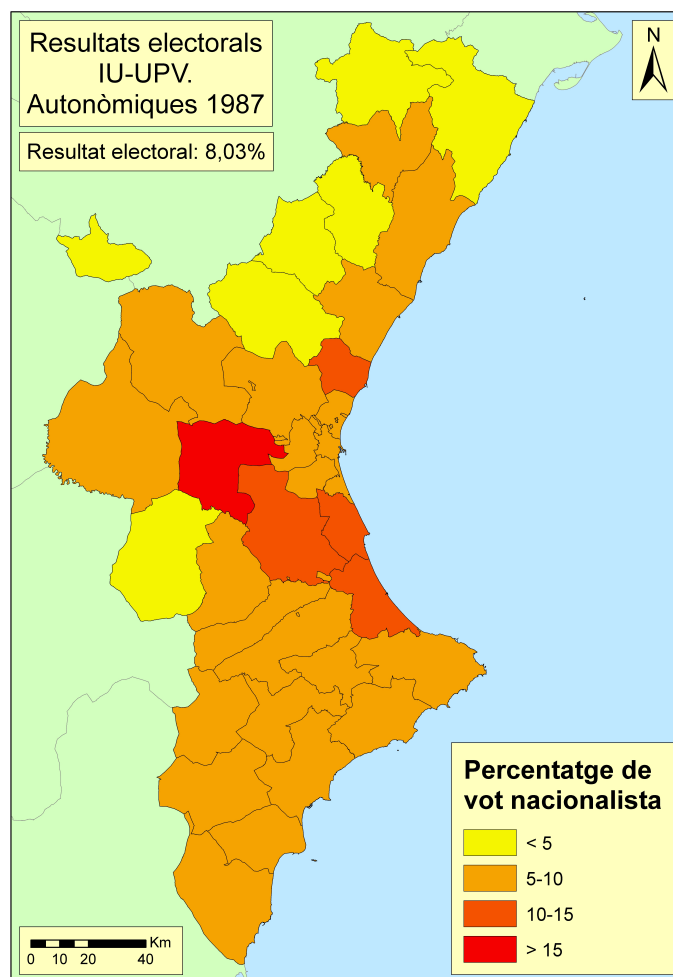 Resultats electorals
IU-UPV.
Autonòmiques 1987
Resultat electoral: 8,03%
N
Percentatge de
vot nacionalista
< 5
5-10
10-15
> 15
Km
0 10 20 40